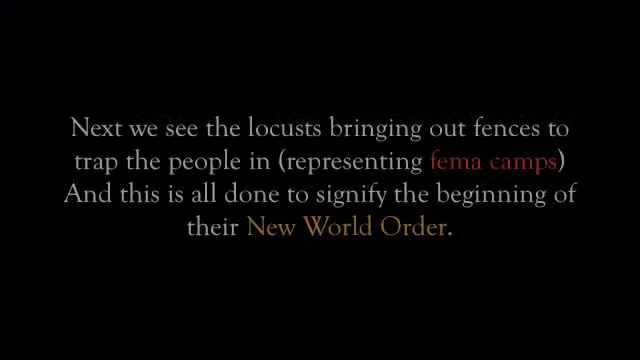 Next we see the locusts bringing out fences to
trap the people in (representing fema camps)
And this is all done to signify the beginning of
their New World Order.